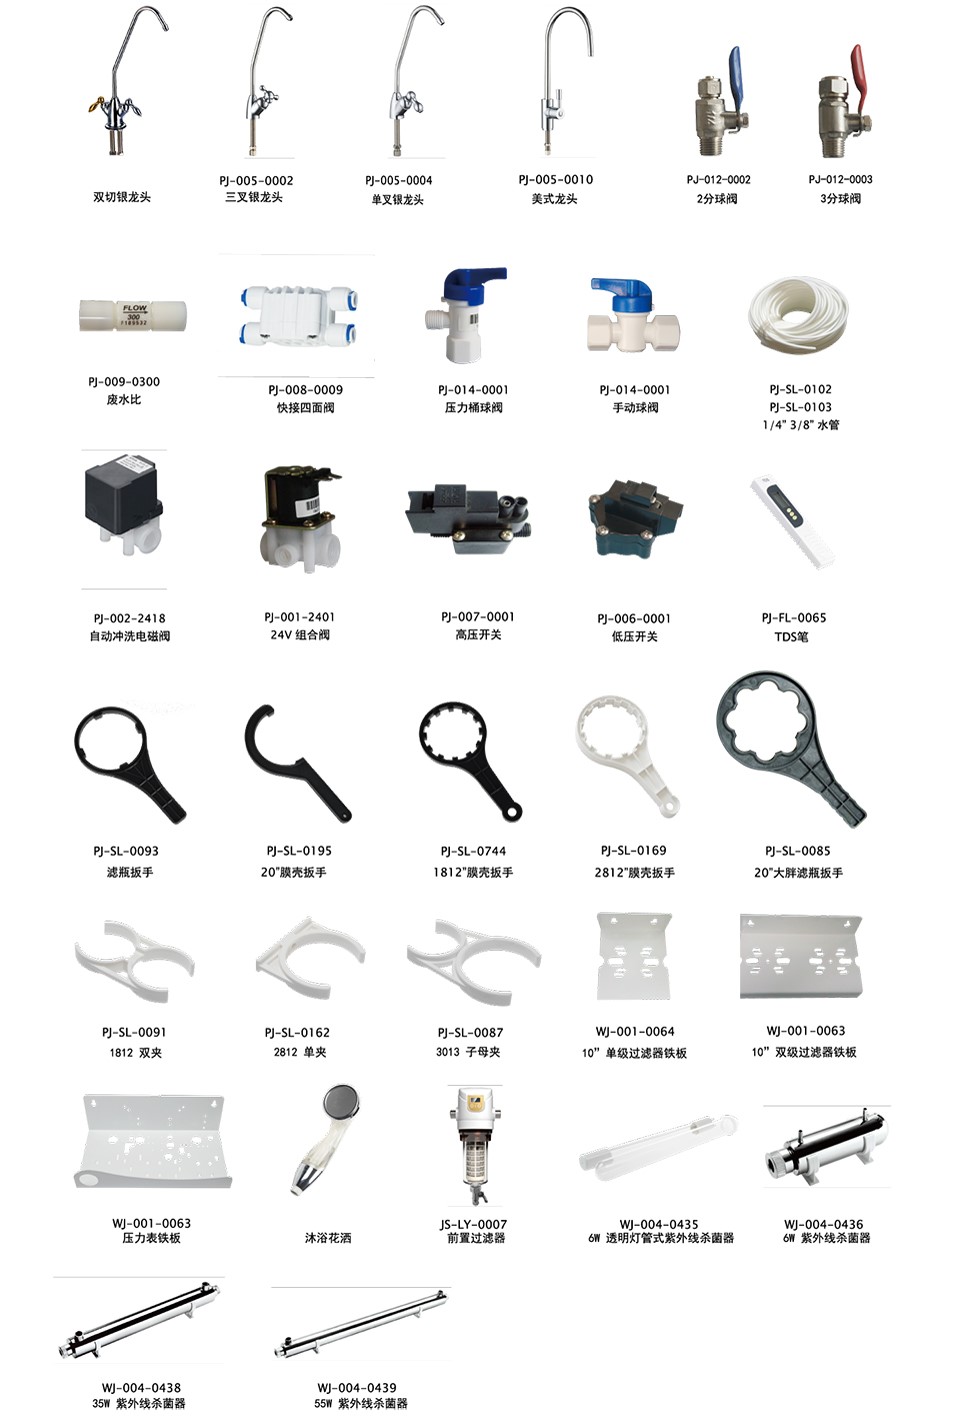 双切银龙头
PJ-005-0002
三叉银龙头
PJ-005-0004
单叉银龙头
PJ-005-0010
美式龙头
PJ-012-0002
2分球阀
PJ-012-0003
3分球阀
FLOW
300
F189532
PJ-009-0300
废水比
PJ-008-0009
快接四面阀
PJ-014-0001
压力桶球阀
PJ-014-0001
手动球阀
PJ-SL-0102
PJ-SL-0103
1/4" 3/8" 水管
PJ-002-2418
自动冲洗电磁阀
PJ-001-2401
24V 组合阀
PJ-007-0001
高压开关
PJ-006-0001
低压开关
PJ-FL-0065
TDS笔
PJ-SL-0093
滤瓶扳手
PJ-SL-0195
20"膜壳扳手
PJ-SL-0744
1812"膜壳扳手
PJ-SL-0169
2812"膜壳扳手
PJ-SL-0085
20"大胖滤瓶扳手
PJ-SL-0091
1812 双夹
PJ-SL-0162
2812 单夹
PJ-SL-0087
3013 子母夹
WJ-001-0064
10” 单级过滤器铁板
WJ-001-0063
10” 双级过滤器铁板
WJ-001-0063
压力表铁板
沐浴花洒
JS-LY-0007
前置过滤器
WJ-004-0435
6W 透明灯管式紫外线杀菌器
WJ-004-0436
6W 紫外线杀菌器
WJ-004-0438
35W 紫外线杀菌器
WJ-004-0439
55W 紫外线杀菌器